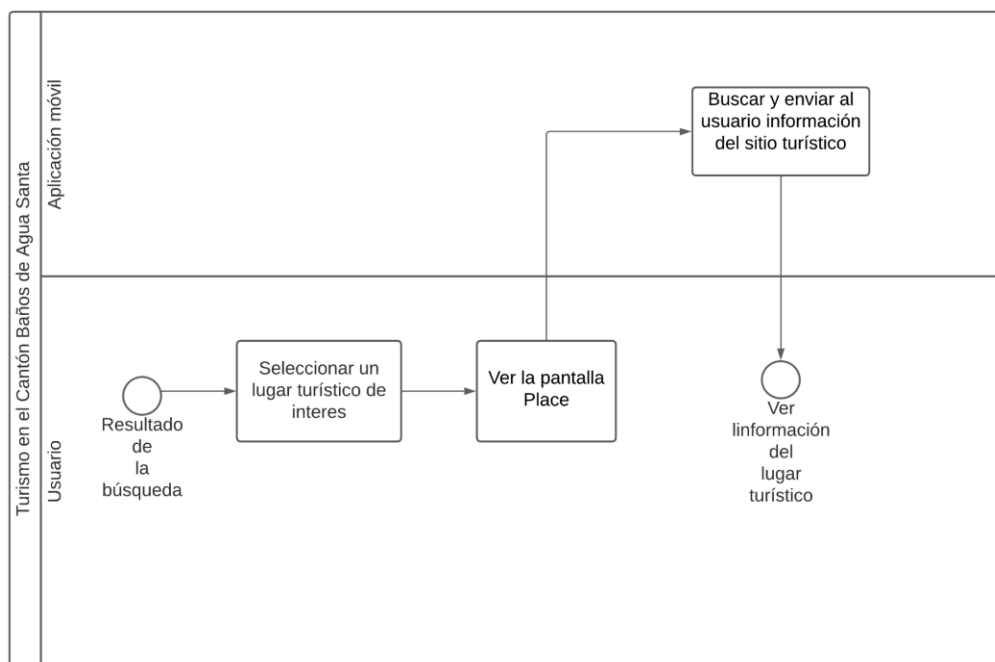 Turismo en el Cantón Baños de Agua Santa
Aplicación móvil
Buscar y enviar al
usuario información
del sitio turístico
Usuario
Resultado
de
la
búsqueda
Seleccionar un
lugar turístico de
interes
Ver la pantalla
Place
Ver
linformación
del
lugar
turístico